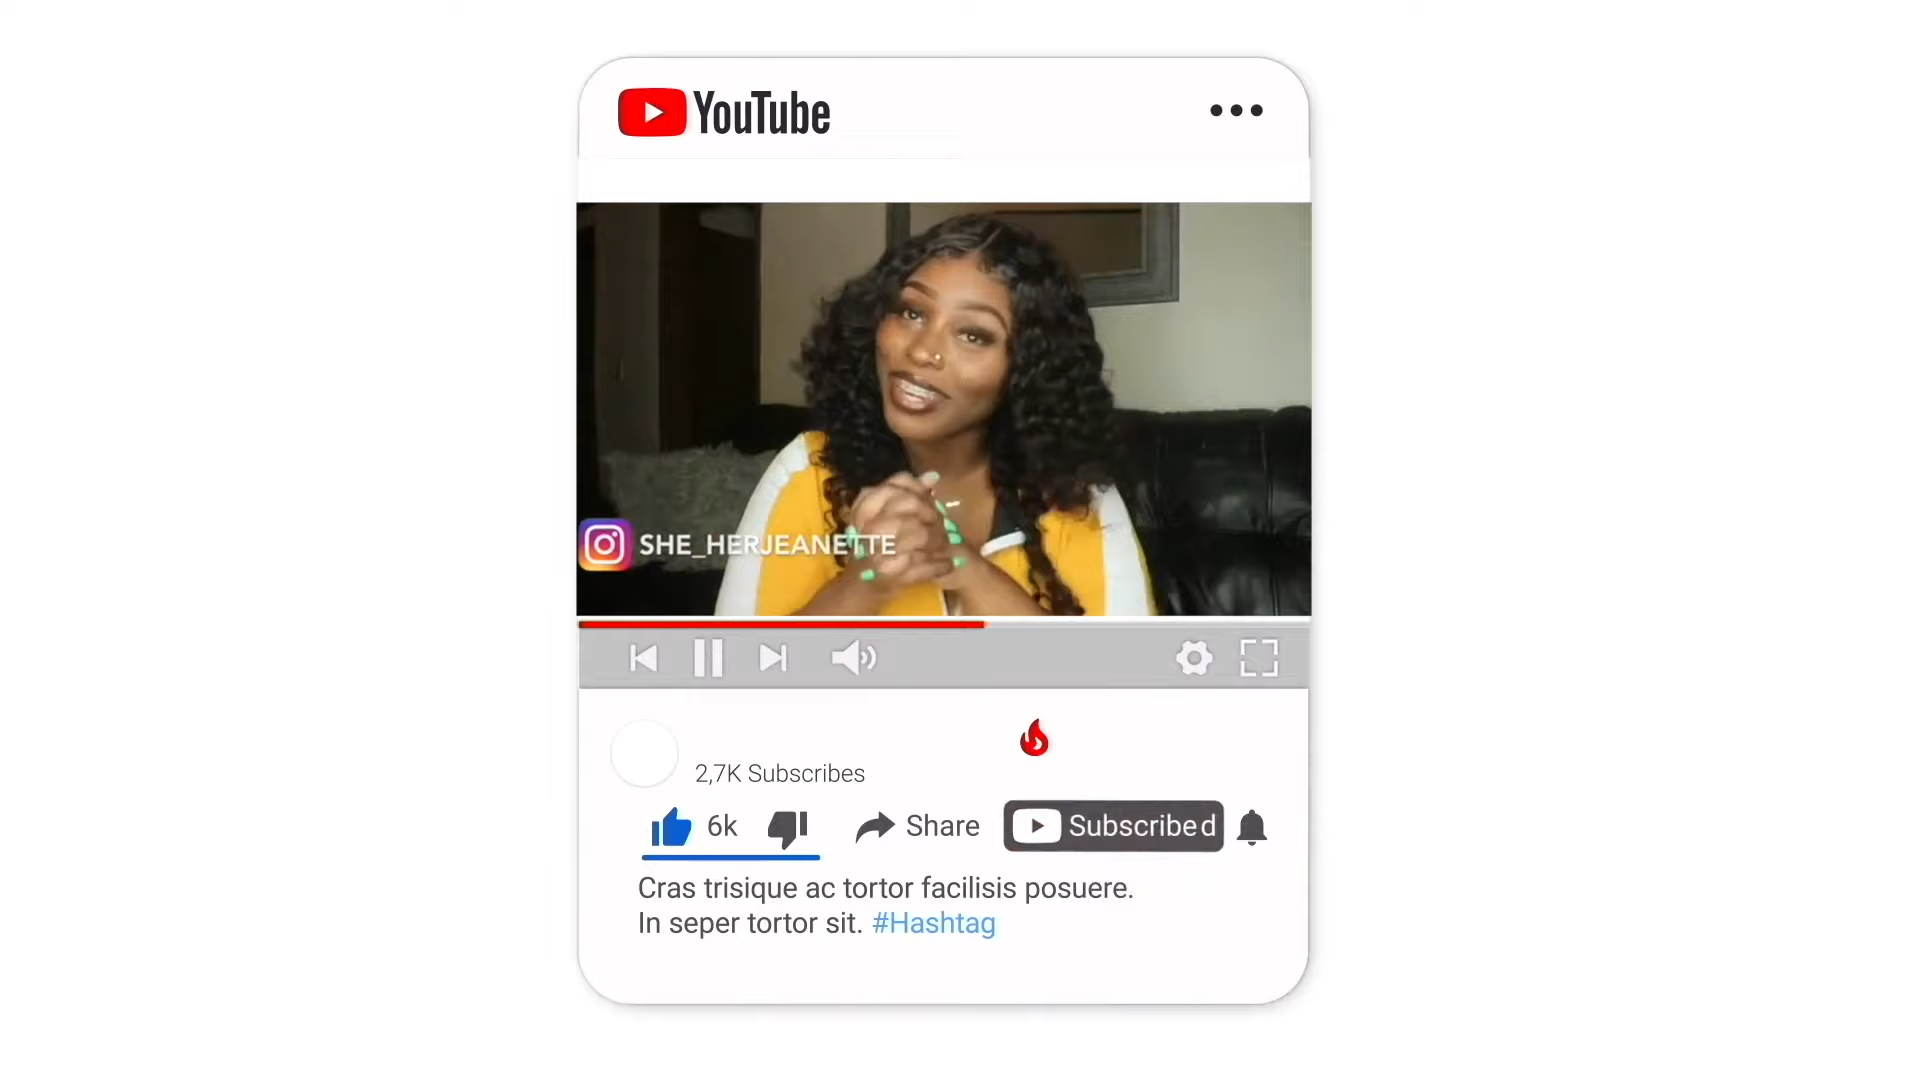 YouTube
SHE_HERJEANETTE
2,7K Subscribes
6k Share Subscribed
Cras trisique ac tortor facilisis posuere.
In seper tortor sit. #Hashtag